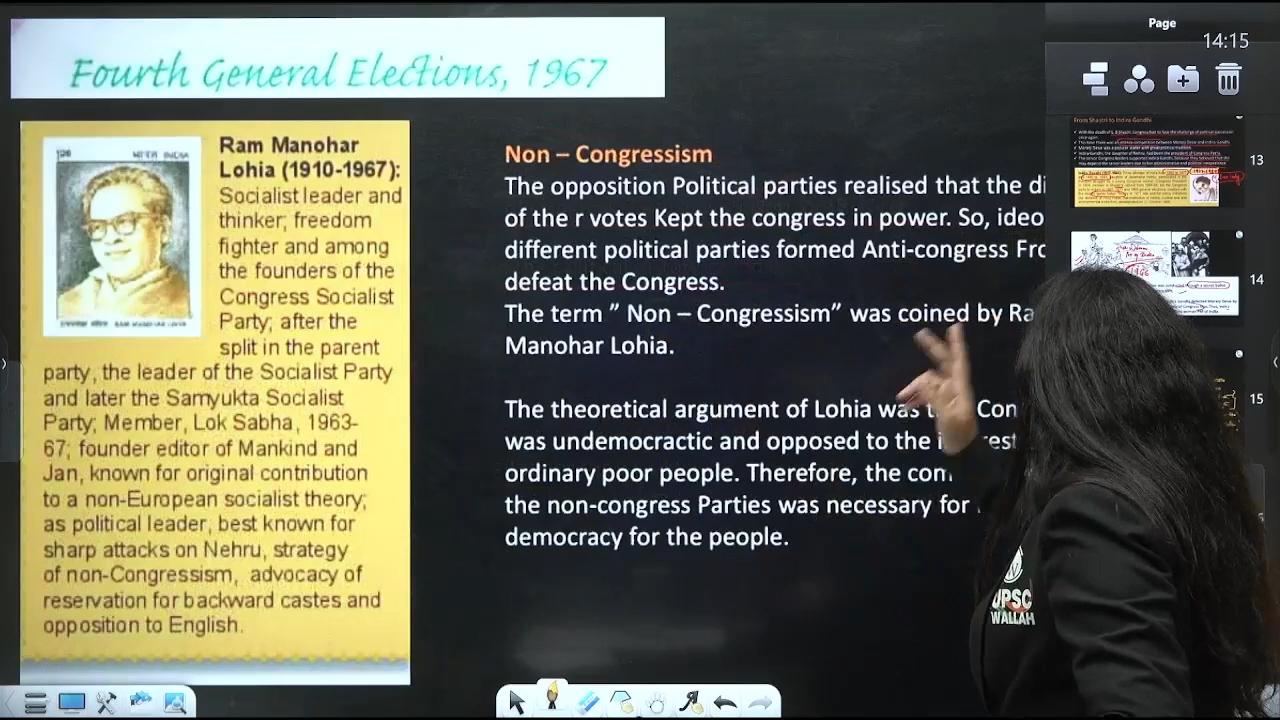 Page
14:15
Fourth General Elections, 1967
Ram Manohar
Lohia (1910-1967):
Socialist leader and
thinker; freedom
fighter and among
the founders of the
Congress Socialist
Party; after the
split in the parent
party, the leader of the Socialist Party
and later the Samyukta Socialist
Party; Member, Lok Sabha, 1963-
67; founder editor of Mankind and
Jan, known for original contribution
to a non-European socialist theory;
as political leader, best known for
sharp attacks on Nehru, strategy
of non-Congressism, advocacy of
reservation for backward castes and
opposition to English.
Non – Congressism
The opposition Political parties realised that the
of the r votes Kept the congress in power. So,
different political parties formed Anti-congress
defeat the Congress.
The term ” Non – Congressism” was coined by
Manohar Lohia.
The theoretical argument of Lohia was
was undemocractic and opposed to the
ordinary poor people. Therefore, the
the non-congress Parties was necessary for
democracy for the people.
From Shastri to Indira Gandhi
13
14
15
UPSC
WALLAH